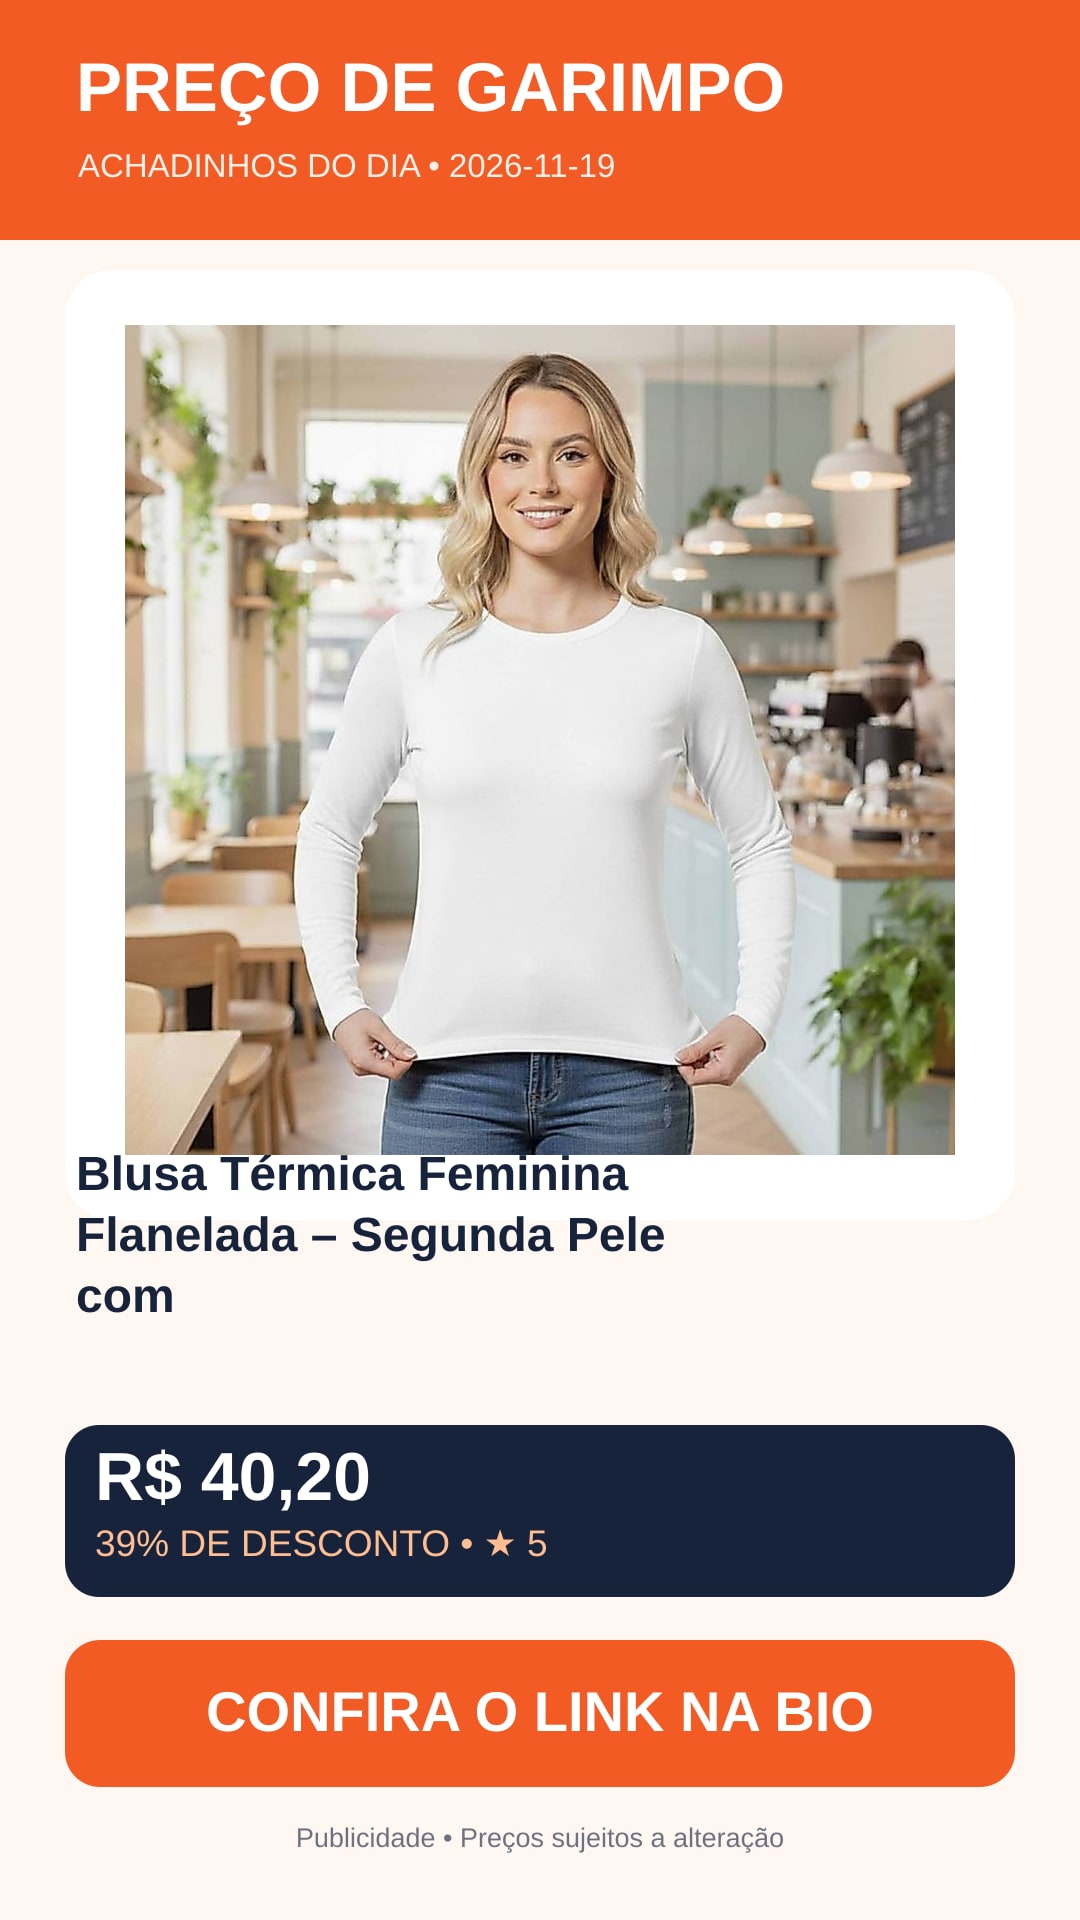 PREÇO DE GARIMPO
ACHADINHOS DO DIA • 2026-11-19
Blusa Térmica Feminina
Flanelada – Segunda Pele
com
R$ 40,20
39% DE DESCONTO • ★ 5
CONFIRA O LINK NA BIO
Publicidade • Preços sujeitos a alteração